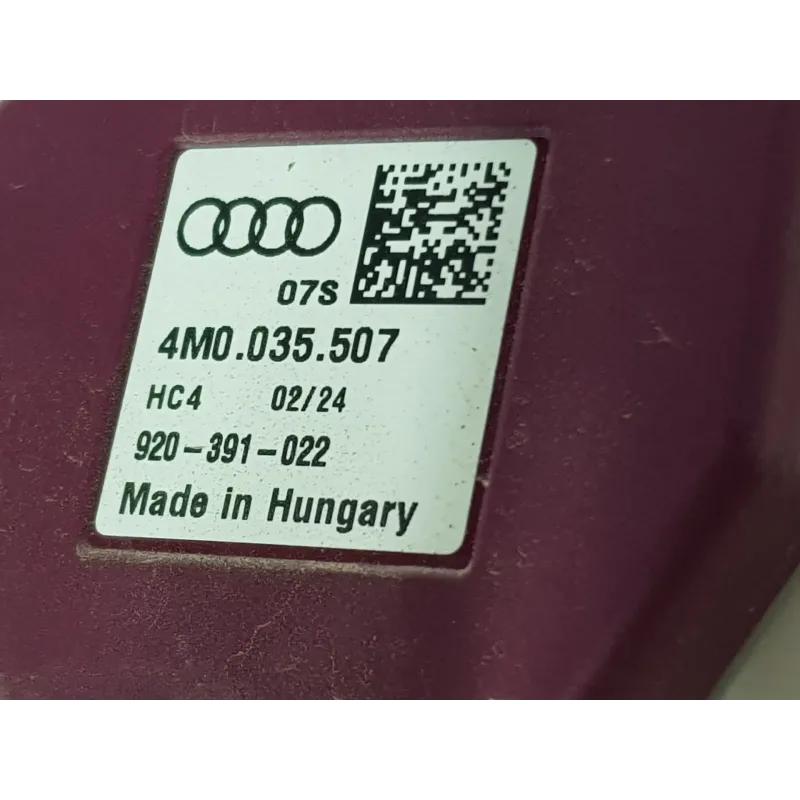 07S
4M0.035.507
HC4 02/24
920-391-022
Made in Hungary